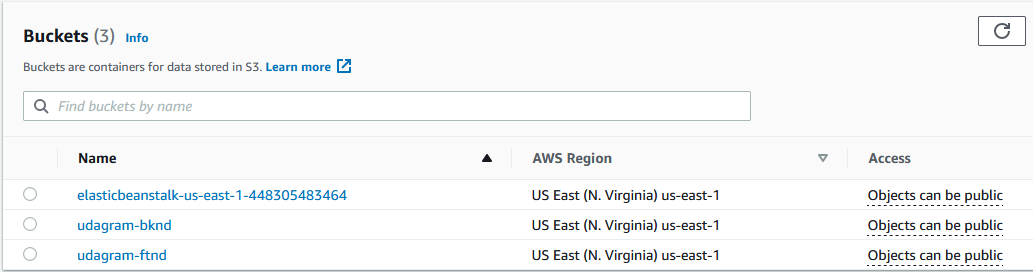 Buckets (3) Info
Buckets are containers for data stored in S3. Learn more
Find buckets by name
Name AWS Region Access
elasticbeanstalk-us-east-1-448305483464 US East (N. Virginia) us-east-1 Objects can be public
udagram-bknd US East (N. Virginia) us-east-1 Objects can be public
udagram-ftnd US East (N. Virginia) us-east-1 Objects can be public